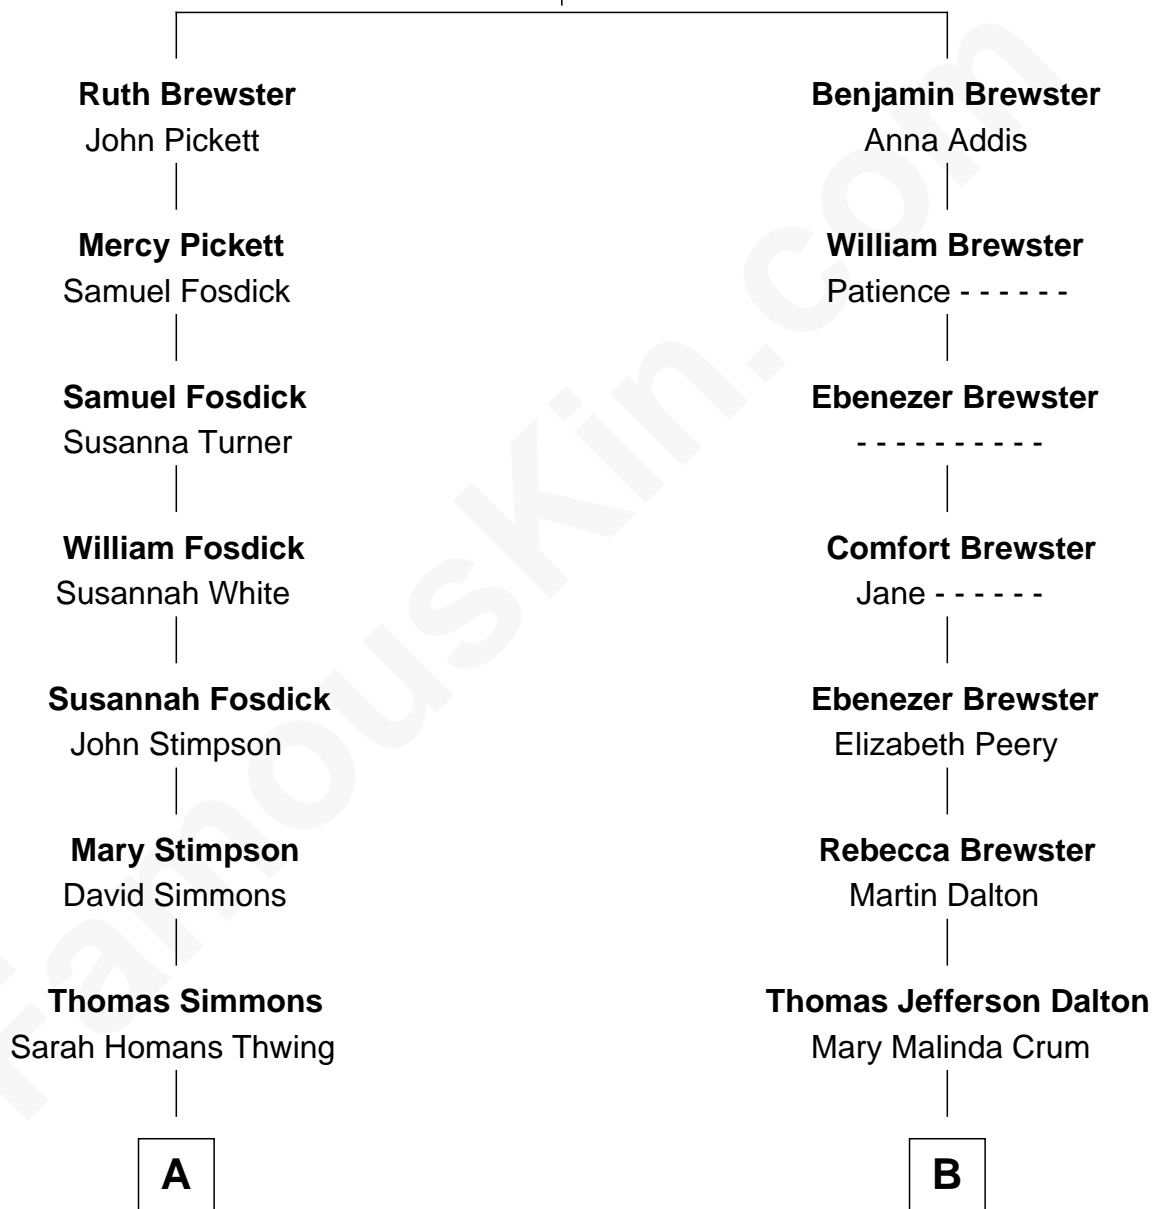 Ruth Brewster
John Pickett
Mercy Pickett
Samuel Fosdick
Samuel Fosdick
Susanna Turner
William Fosdick
Susannah White
Susannah Fosdick
John Stimpson
Mary Stimpson
David Simmons
Thomas Simmons
Sarah Homans Thwing
A
Benjamin Brewster
Anna Addis
William Brewster
Patience - - - - - -
Ebenezer Brewster
- - - - - - - - - -
Comfort Brewster
Jane - - - - - -
Ebenezer Brewster
Elizabeth Peery
Rebecca Brewster
Martin Dalton
Thomas Jefferson Dalton
Mary Malinda Crum
B
FamousKin.com